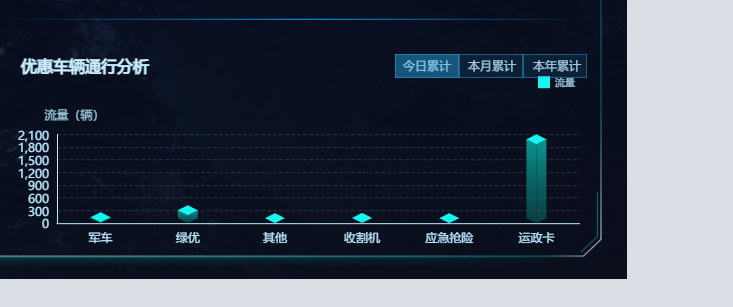 优惠车辆通行分析
今日累计 本月累计 本年累计
流量
流量（辆）
2,100
1,800
1,500
1,200
900
600
300
0
军车 绿优 其他 收割机 应急抢险 运政卡